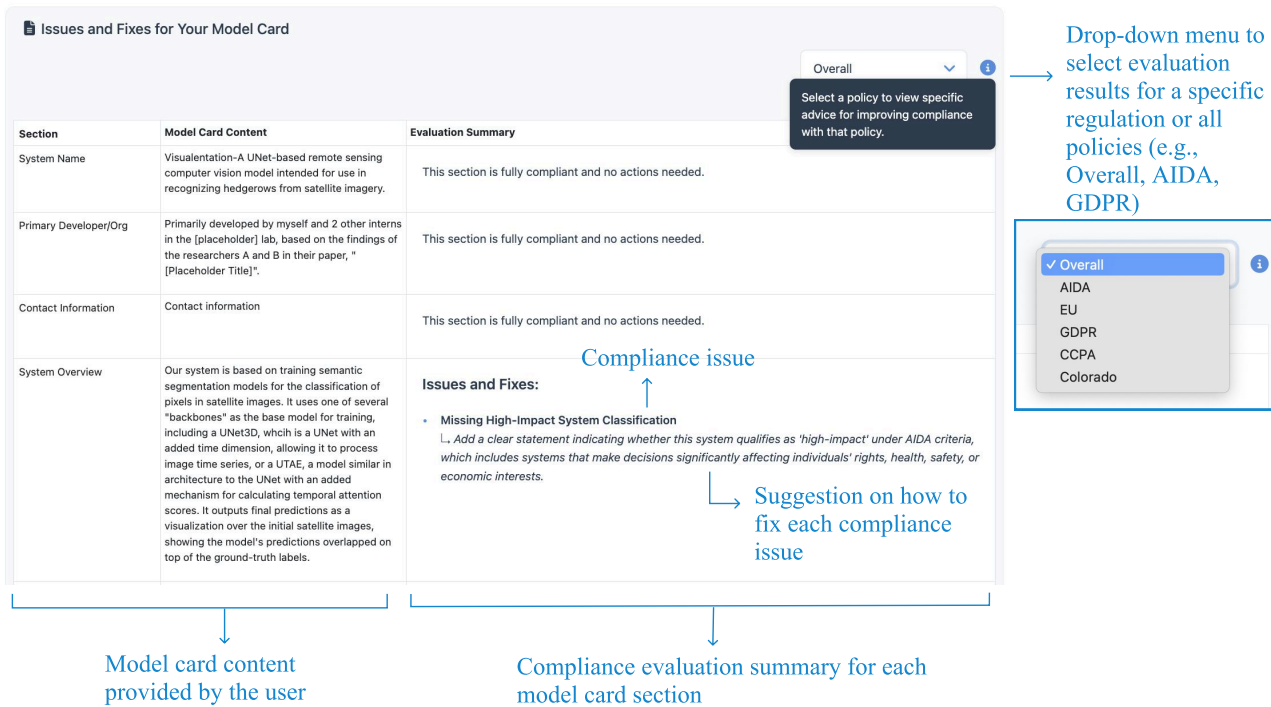 Issues and Fixes for Your Model Card
Overall
Select a policy to view specific
advice for improving compliance
with that policy.
Drop-down menu to
select evaluation
results for a specific
regulation or all
policies (e.g.,
Overall, AIDA,
GDPR)
✓ Overall
AIDA
EU
GDPR
CCPA
Colorado
Section
Model Card Content
Evaluation Summary
System Name
Visualentation-A UNet-based remote sensing
computer vision model intended for use in
recognizing hedgerows from satellite imagery.
This section is fully compliant and no actions needed.
Primary Developer/Org
Primarily developed by myself and 2 other interns
in the [placeholder] lab, based on the findings of
the researchers A and B in their paper, "
[Placeholder Title]".
This section is fully compliant and no actions needed.
Contact Information
Contact information
This section is fully compliant and no actions needed.
System Overview
Our system is based on training semantic
segmentation models for the classification of
pixels in satellite images. It uses one of several
"backbones" as the base model for training,
including a UNet3D, whcih is a UNet with an
added time dimension, allowing it to process
image time series, or a UTAE, a model similar in
architecture to the UNet with an added
mechanism for calculating temporal attention
scores. It outputs final predictions as a
visualization over the initial satellite images,
showing the model's predictions overlapped on
top of the ground-truth labels.
Compliance issue
Issues and Fixes:
• Missing High-Impact System Classification
Add a clear statement indicating whether this system qualifies as 'high-impact' under AIDA criteria,
which includes systems that make decisions significantly affecting individuals' rights, health, safety, or
economic interests.
Suggestion on how to
fix each compliance
issue
Model card content
provided by the user
Compliance evaluation summary for each
model card section